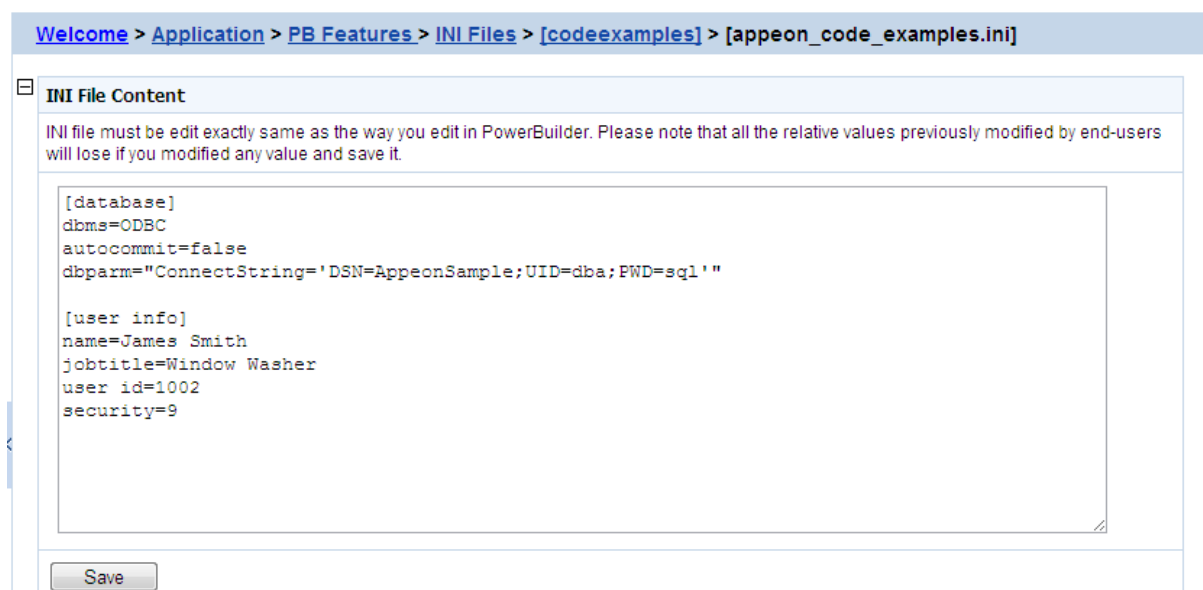 Welcome > Application > PB Features > INI Files > [codeexamples] > [appeon_code_examples.ini]
INI File Content
INI file must be edit exactly same as the way you edit in PowerBuilder. Please note that all the relative values previously modified by end-users
will lose if you modified any value and save it.
[database]
dbms=ODBC
autocommit=false
dbparm="ConnectString='DSN=AppeonSample;UID=dba;PWD=sql'"
[user info]
name=James Smith
jobtitle=Window Washer
user id=1002
security=9
Save